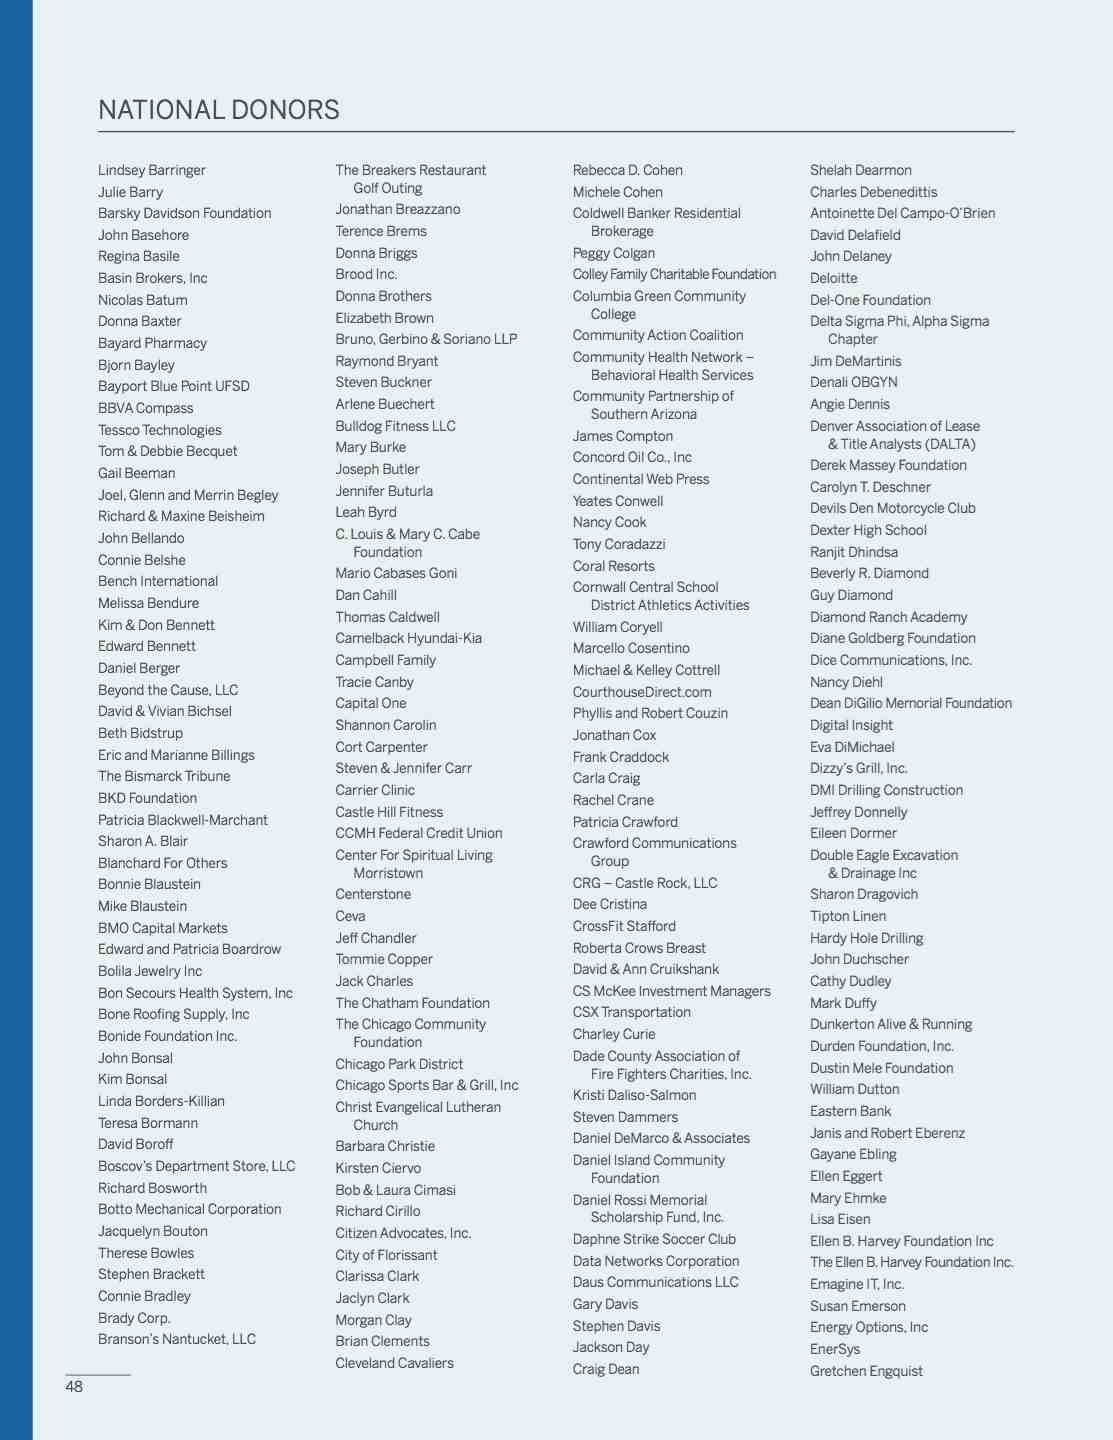 NATIONAL DONORS
Lindsey Barringer
Julie Barry
Barsky Davidson Foundation
John Basehore
Regina Basile
Basin Brokers, Inc
Nicolas Batum
Donna Baxter
Bayard Pharmacy
Bjorn Bayley
Bayport Blue Point UFSD
BBVA Compass
Tessco Technologies
Tom & Debbie Becquet
Gail Beeman
Joel, Glenn and Merrin Begley
Richard & Maxine Beisheim
John Bellando
Connie Belshe
Bench International
Melissa Bendure
Kim & Don Bennett
Edward Bennett
Daniel Berger
Beyond the Cause, LLC
David & Vivian Bichsel
Beth Bidstrup
Eric and Marianne Billings
The Bismarck Tribune
BKD Foundation
Patricia Blackwell-Marchant
Sharon A. Blair
Blanchard For Others
Bonnie Blaustein
Mike Blaustein
BMO Capital Markets
Edward and Patricia Boardrow
Bolila Jewelry Inc
Bon Secours Health System, Inc
Bone Roofing Supply, Inc
Bonide Foundation Inc.
John Bonsal
Kim Bonsal
Linda Borders-Killian
Teresa Bormann
David Boroff
Boscov's Department Store, LLC
Richard Bosworth
Botto Mechanical Corporation
Jacquelyn Bouton
Therese Bowles
Stephen Brackett
Connie Bradley
Brady Corp.
Branson's Nantucket, LLC
The Breakers Restaurant
Golf Outing
Jonathan Breazzano
Terence Brems
Donna Briggs
Brood Inc.
Donna Brothers
Elizabeth Brown
Bruno, Gerbino & Soriano LLP
Raymond Bryant
Steven Buckner
Arlene Buechert
Bulldog Fitness LLC
Mary Burke
Joseph Butler
Jennifer Buturla
Leah Byrd
C. Louis & Mary C. Cabe
Foundation
Mario Cabases Goni
Dan Cahill
Thomas Caldwell
Camelback Hyundai-Kia
Campbell Family
Tracie Canby
Capital One
Shannon Carolin
Cort Carpenter
Steven & Jennifer Carr
Carrier Clinic
Castle Hill Fitness
CCMH Federal Credit Union
Center For Spiritual Living
Morristown
Centerstone
Ceva
Jeff Chandler
Tommie Copper
Jack Charles
The Chatham Foundation
The Chicago Community
Foundation
Chicago Park District
Chicago Sports Bar & Grill, Inc
Christ Evangelical Lutheran
Church
Barbara Christie
Kirsten Ciervo
Bob & Laura Cimasi
Richard Cirillo
Citizen Advocates, Inc.
City of Florissant
Clarissa Clark
Jaclyn Clark
Morgan Clay
Brian Clements
Cleveland Cavaliers
Rebecca D. Cohen
Michele Cohen
Coldwell Banker Residential
Brokerage
Peggy Colgan
Colley Family Charitable Foundation
Columbia Green Community
College
Community Action Coalition
Community Health Network –
Behavioral Health Services
Community Partnership of
Southern Arizona
James Compton
Concord Oil Co., Inc
Continental Web Press
Yeates Conwell
Nancy Cook
Tony Coradazzi
Coral Resorts
Cornwall Central School
District Athletics Activities
William Coryell
Marcello Cosentino
Michael & Kelley Cottrell
CourthouseDirect.com
Phyllis and Robert Couzin
Jonathan Cox
Frank Craddock
Carla Craig
Rachel Crane
Patricia Crawford
Crawford Communications
Group
CRG – Castle Rock, LLC
Dee Cristina
CrossFit Stafford
Roberta Crows Breast
David & Ann Cruikshank
CS McKee Investment Managers
CSX Transportation
Charley Curie
Dade County Association of
Fire Fighters Charities, Inc.
Kristi Daliso-Salmon
Steven Dammers
Daniel DeMarco & Associates
Daniel Island Community
Foundation
Daniel Rossi Memorial
Scholarship Fund, Inc.
Daphne Strike Soccer Club
Data Networks Corporation
Daus Communications LLC
Gary Davis
Stephen Davis
Jackson Day
Craig Dean
Shelah Dearmon
Charles Debenedittis
Antoinette Del Campo-O'Brien
David Delafield
John Delaney
Deloitte
Del-One Foundation
Delta Sigma Phi, Alpha Sigma
Chapter
Jim DeMartinis
Denali OBGYN
Angie Dennis
Denver Association of Lease
& Title Analysts (DALTA)
Derek Massey Foundation
Carolyn T. Deschner
Devils Den Motorcycle Club
Dexter High School
Ranjit Dhindsa
Beverly R. Diamond
Guy Diamond
Diamond Ranch Academy
Diane Goldberg Foundation
Dice Communications, Inc.
Nancy Diehl
Dean DiGilio Memorial Foundation
Digital Insight
Eva DiMichael
Dizzy's Grill, Inc.
DMI Drilling Construction
Jeffrey Donnelly
Eileen Dormer
Double Eagle Excavation
& Drainage Inc
Sharon Dragovich
Tipton Linen
Hardy Hole Drilling
John Duchscher
Cathy Dudley
Mark Duffy
Dunkerton Alive & Running
Durden Foundation, Inc.
Dustin Mele Foundation
William Dutton
Eastern Bank
Janis and Robert Eberenz
Gayane Ebling
Ellen Eggert
Mary Ehmke
Lisa Eisen
Ellen B. Harvey Foundation Inc
The Ellen B. Harvey Foundation Inc.
Emagine IT, Inc.
Susan Emerson
Energy Options, Inc
EnerSys
Gretchen Engquist
48